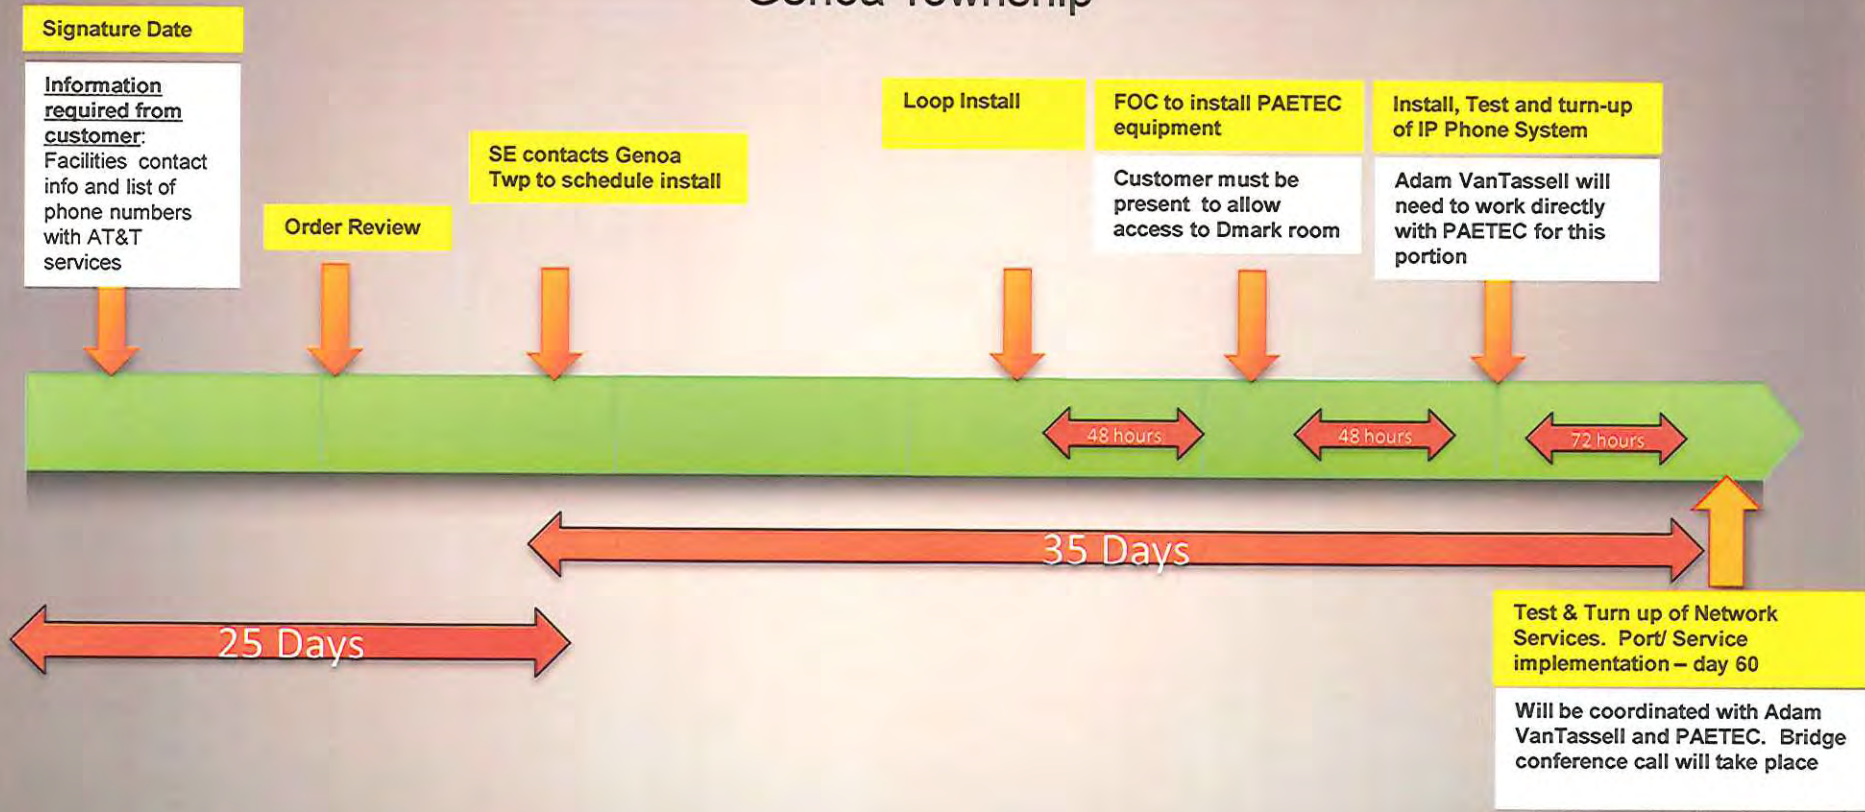 Genoa Township
Signature Date
Information
required from
customer:
Facilities contact
info and list of
phone numbers
with AT&T
services
Order Review
SE contacts Genoa
Twp to schedule install
Loop Install
FOC to install PAETEC
equipment
Customer must be
present to allow
access to Dmark room
Install, Test and turn-up
of IP Phone System
Adam VanTassell will
need to work directly
with PAETEC for this
portion
48 hours
48 hours
72 hours
35 Days
25 Days
Test & Turn up of Network
Services. Port/ Service
implementation – day 60
Will be coordinated with Adam
VanTassell and PAETEC. Bridge
conference call will take place